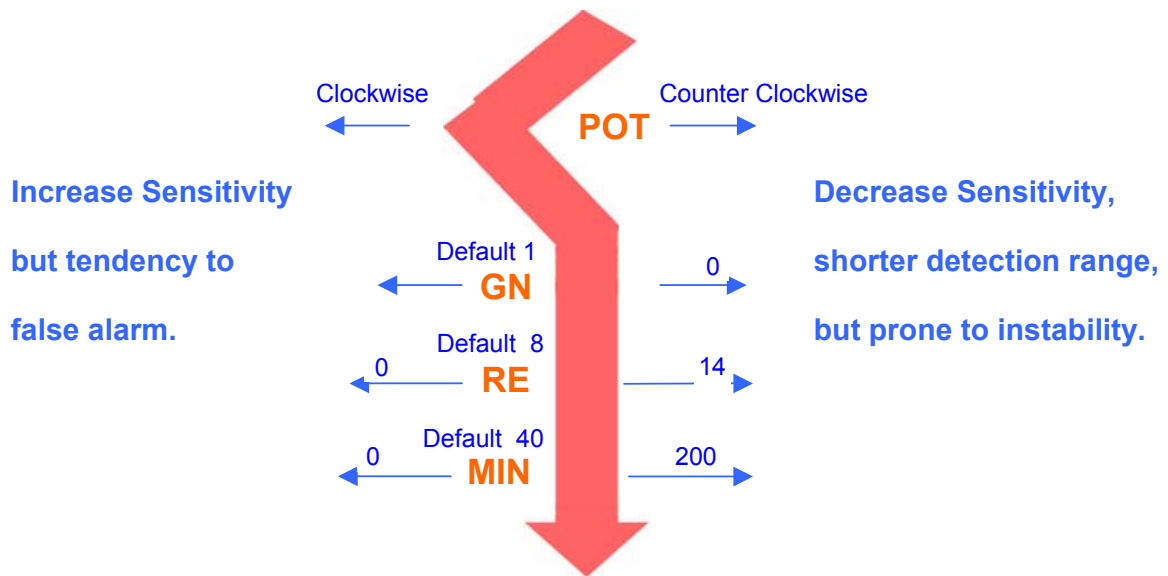 Clockwise
Counter Clockwise
POT
Increase Sensitivity
but tendency to
false alarm.
Decrease Sensitivity,
shorter detection range,
but prone to instability.
Default 1
GN
0
Default 8
0
RE
14
Default 40
0
MIN
200